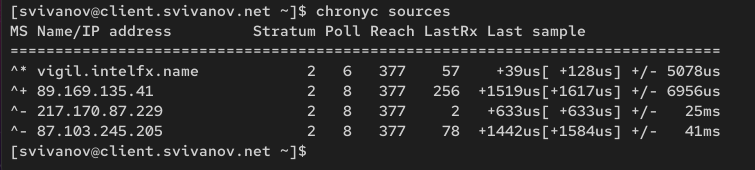 [svivanov@client.svivanov.net ~]$ chronyc sources
MS Name/IP address         Stratum Poll Reach LastRx Last sample
===============================================================================
^* vigil.intelfx.name            2   6   377    57    +39us[ +128us] +/- 5078us
^+ 89.169.135.41                 2   8   377   256  +1519us[+1617us] +/- 6956us
^- 217.170.87.229                2   8   377     2   +633us[ +633us] +/-   25ms
^- 87.103.245.205                2   8   377    78  +1442us[+1584us] +/-   41ms
[svivanov@client.svivanov.net ~]$